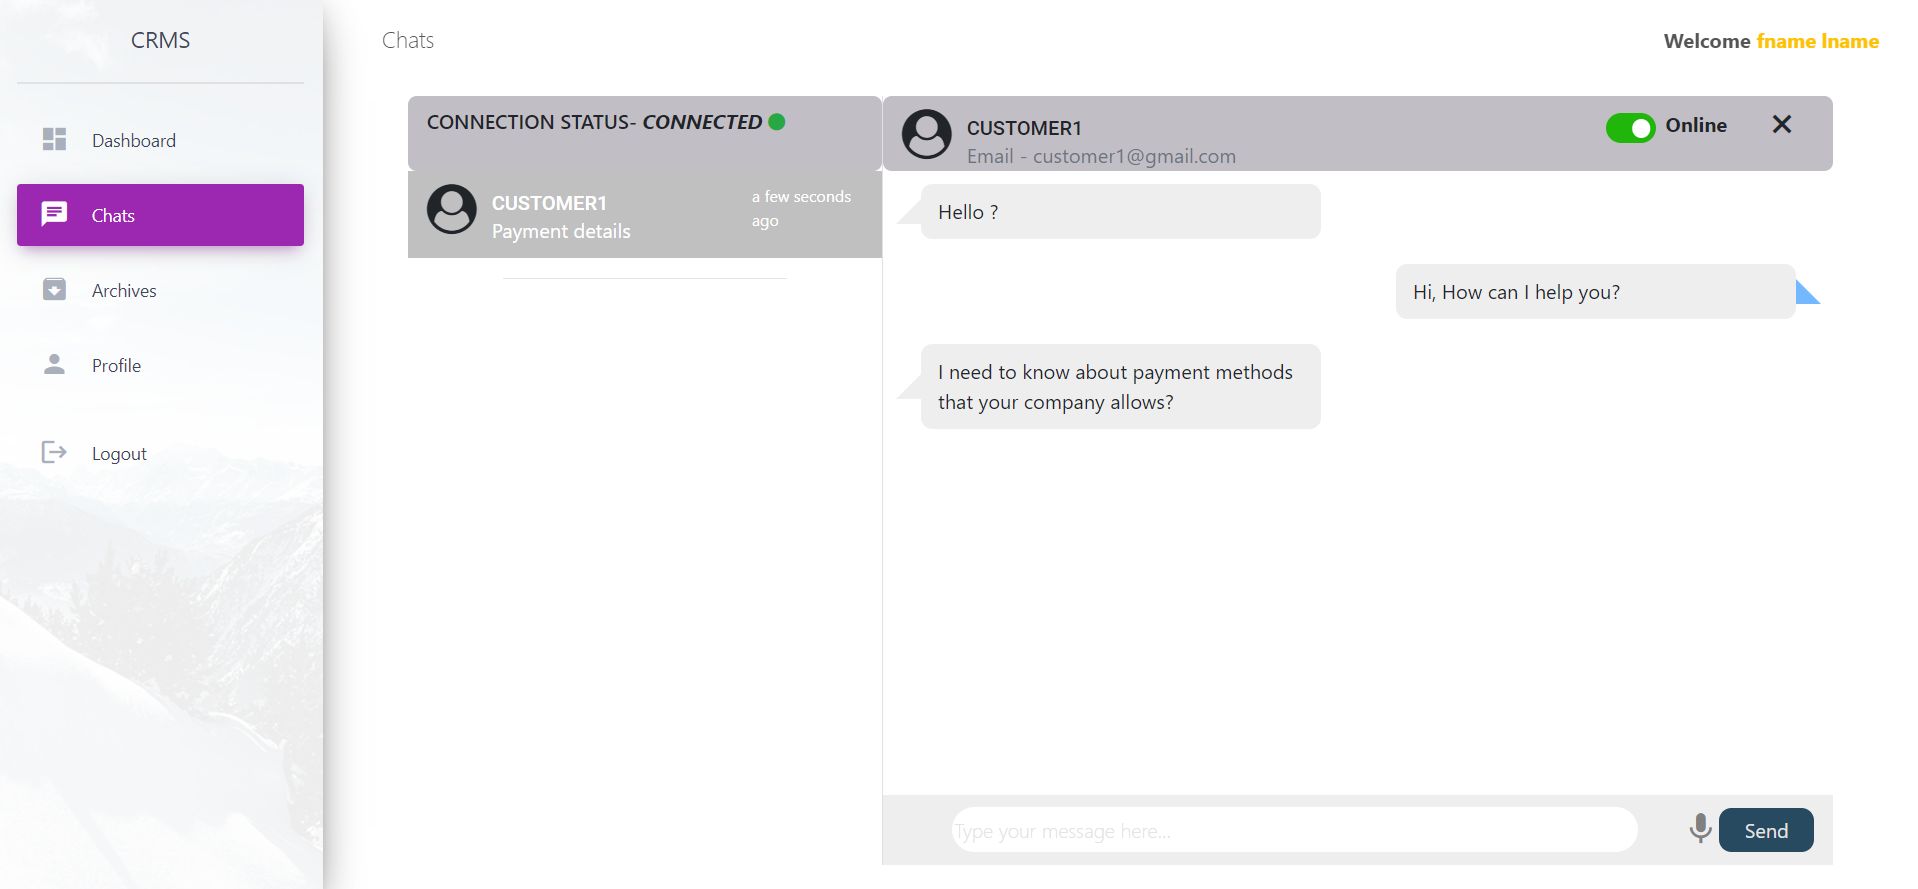 CRMS
Dashboard
Chats
Archives
Profile
Logout
Chats
Welcome fname lname
CONNECTION STATUS- CONNECTED
CUSTOMER1
Payment details
a few seconds
ago
CUSTOMER1
Email - customer1@gmail.com
Online
Hello ?
Hi, How can I help you?
I need to know about payment methods
that your company allows?
Type your message here...
Send